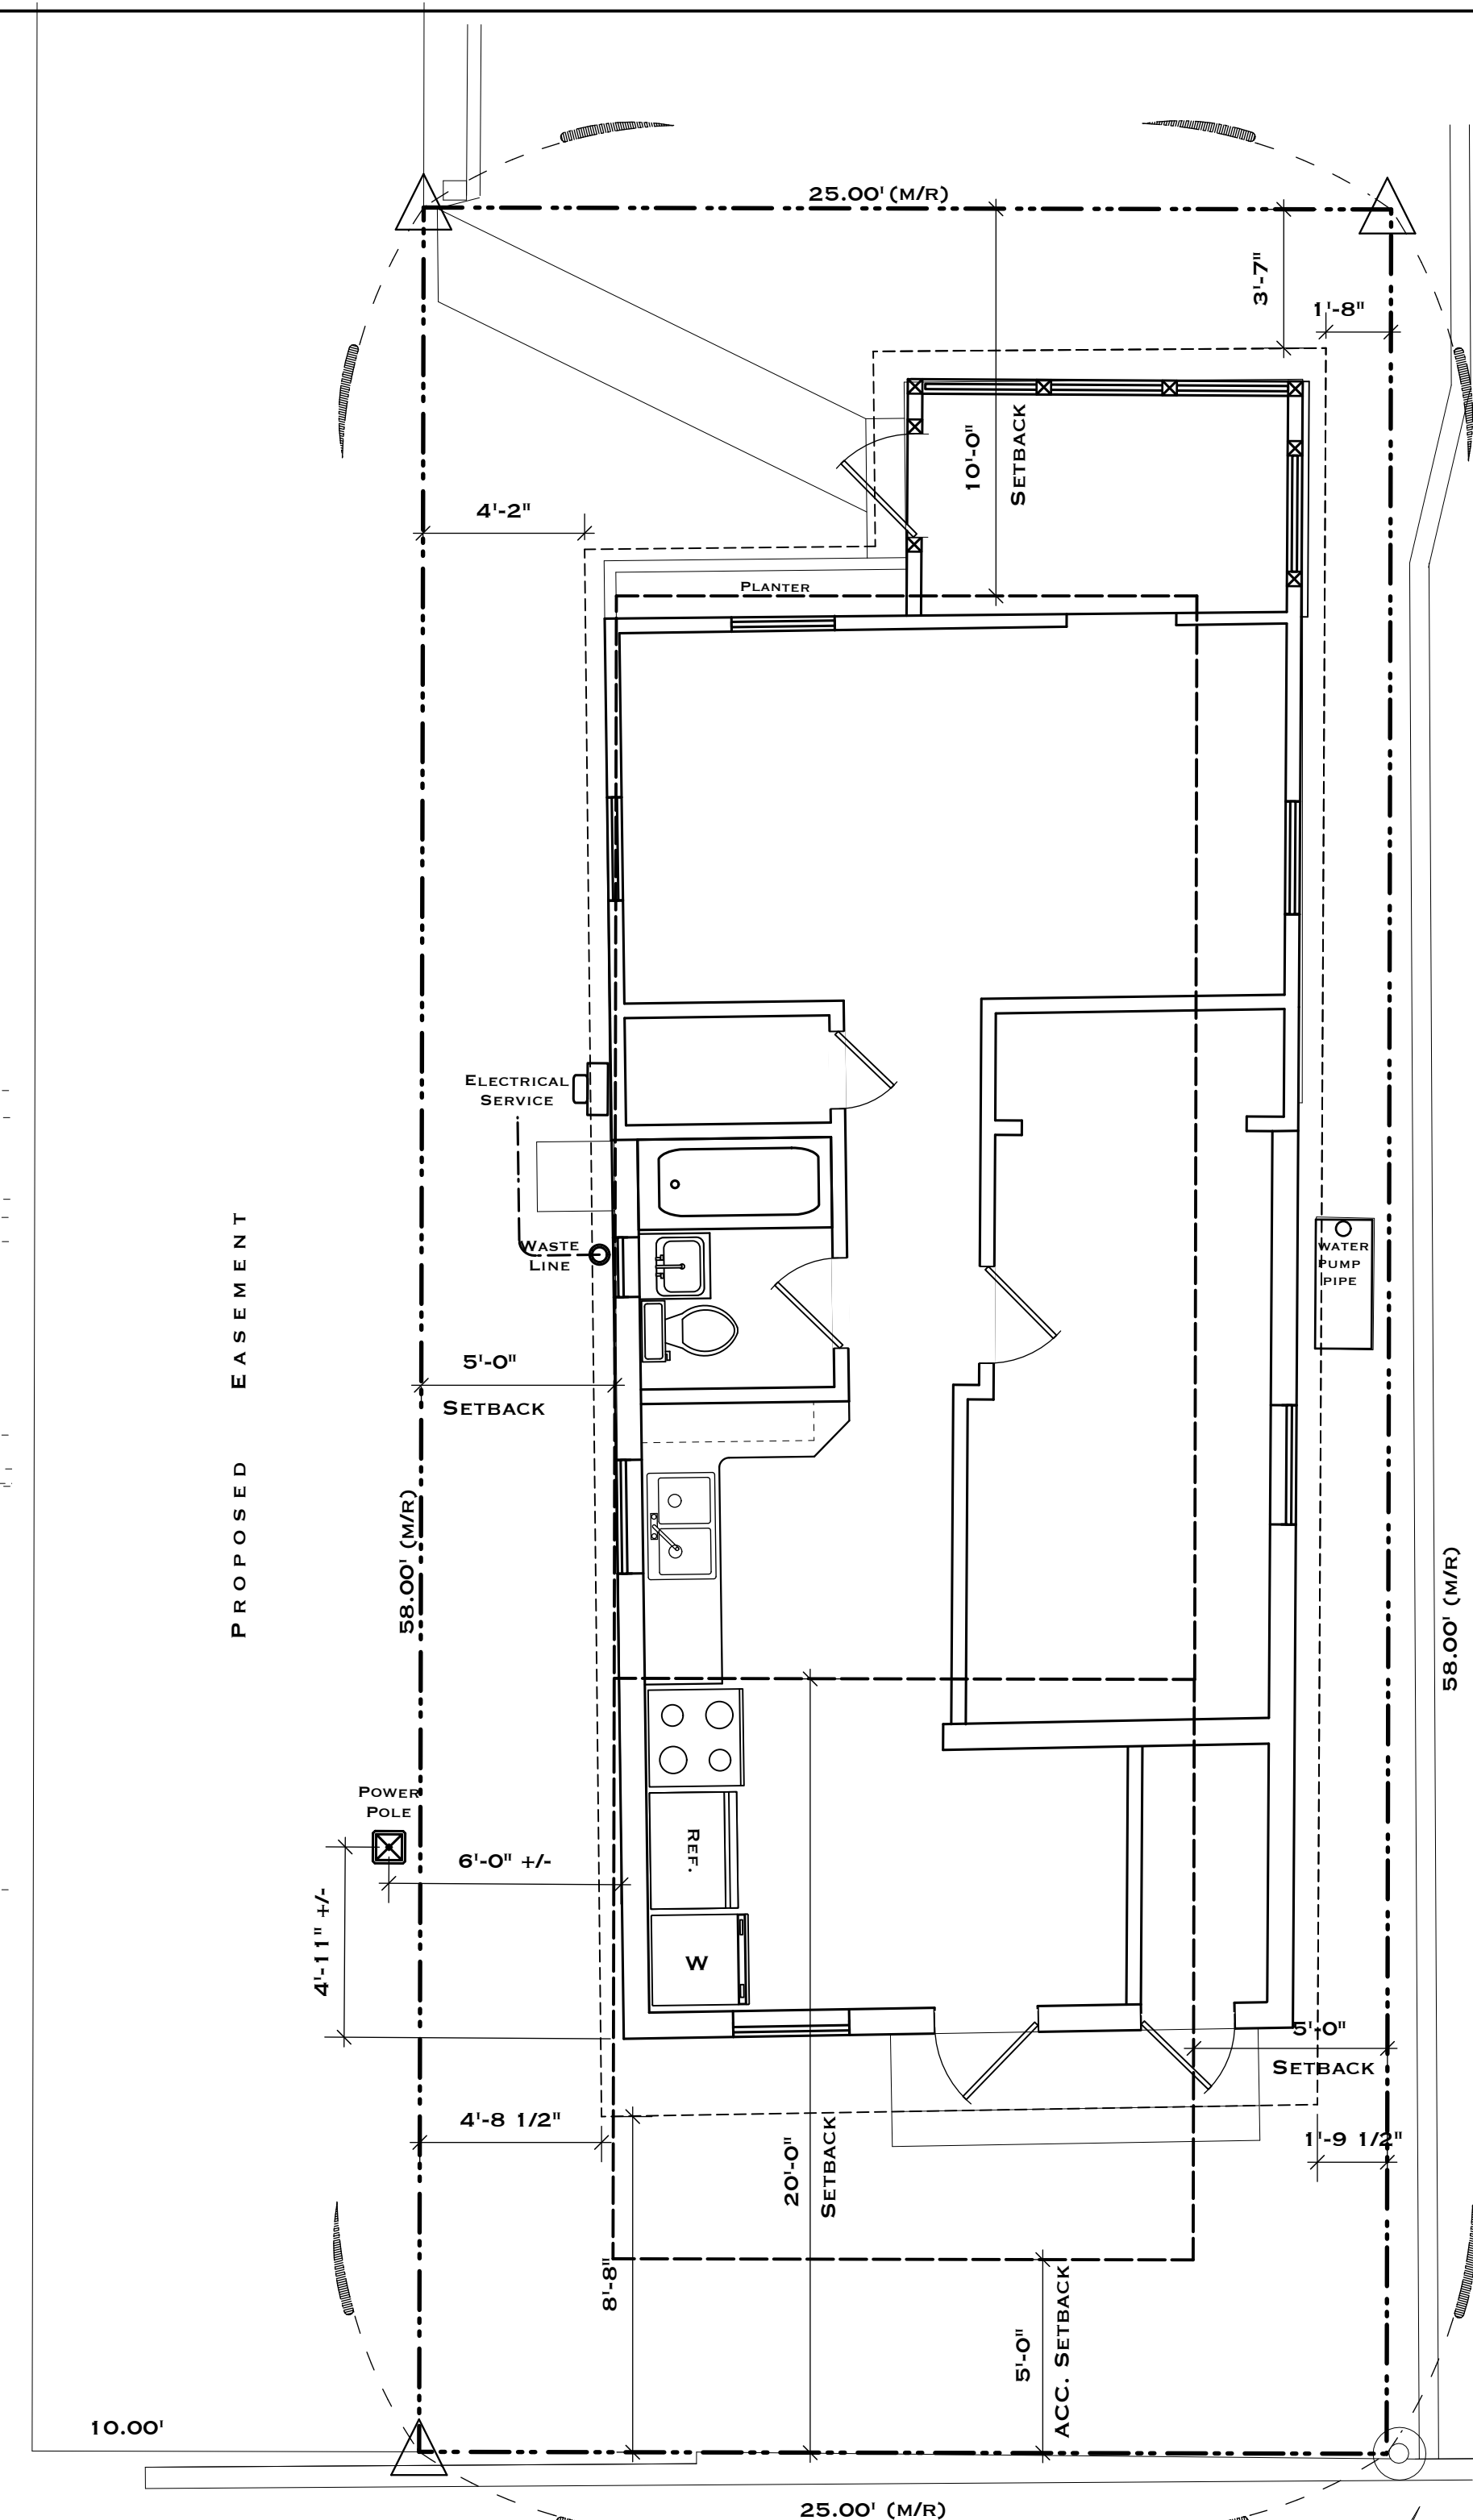 25.00' (M/R)
3'-7"
1'-8"
10'-0"
SETBACK
4'-2"
PLANTER
ELECTRICAL
SERVICE
WASTE
LINE
WATER
PUMP
PIPE
PROPOSED EASEMENT
5'-0"
SETBACK
58.00' (M/R)
58.00' (M/R)
POWER
POLE
6'-0" +/-
4'-11" +/-
REF.
W
5'-0"
SETBACK
4'-8 1/2"
20'-0"
SETBACK
1'-9 1/2"
8'-8"
5'-0"
ACC. SETBACK
10.00'
25.00' (M/R)